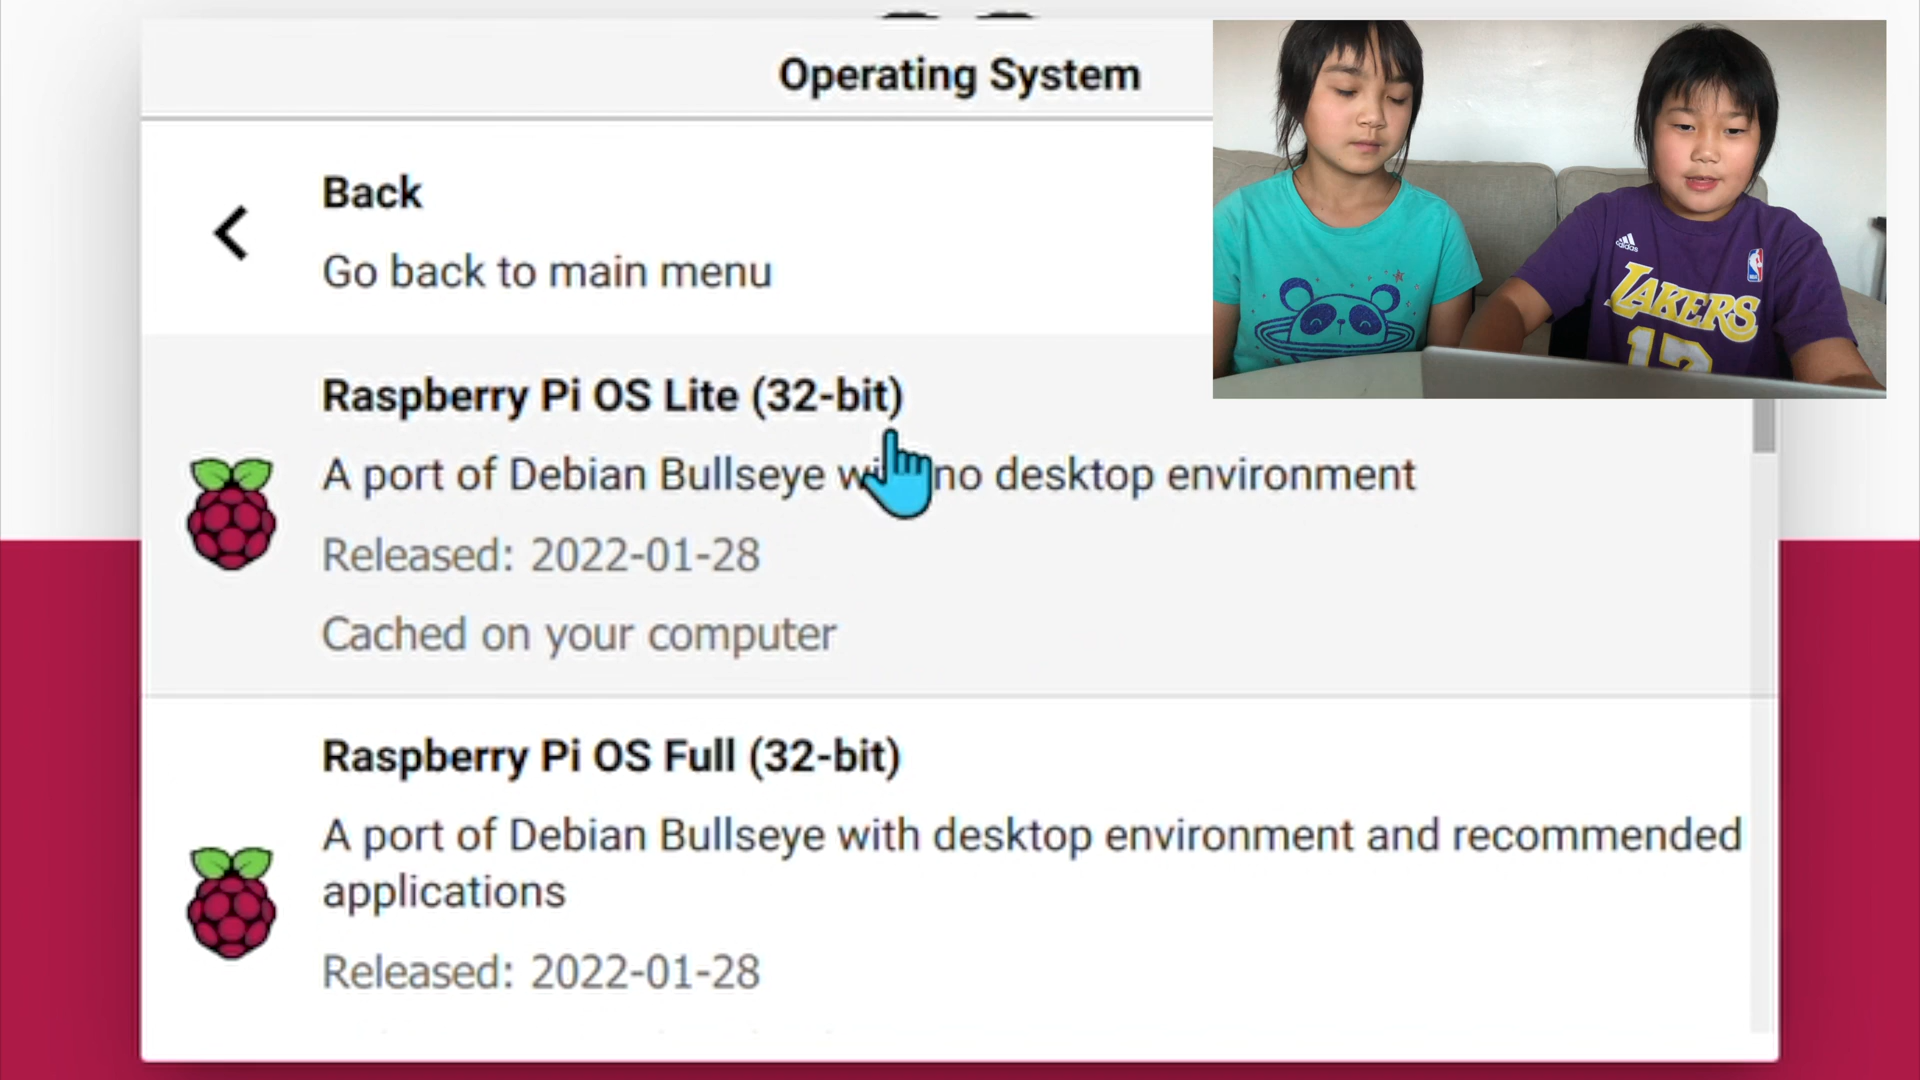 Operating System
Back
Go back to main menu
Raspberry Pi OS Lite (32-bit)
A port of Debian Bullseye no desktop environment
Released: 2022-01-28
Cached on your computer
Raspberry Pi OS Full (32-bit)
A port of Debian Bullseye with desktop environment and recommended
applications
Released: 2022-01-28
adidas
LAKERS